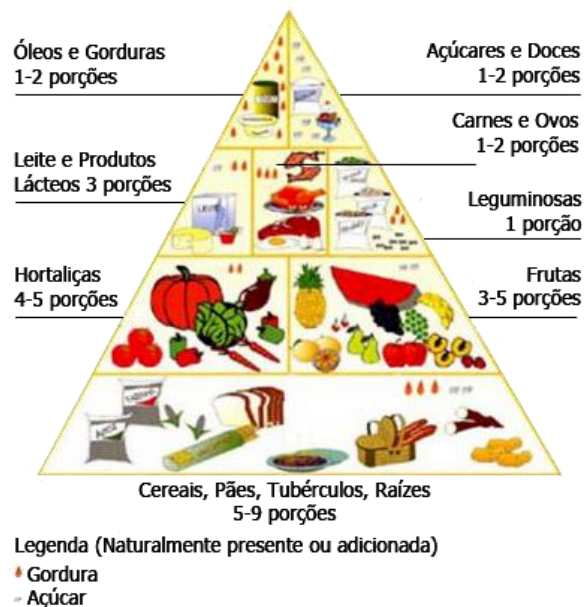 Óleos e Gorduras
1-2 porções
Açúcares e Doces
1-2 porções
Carnes e Ovos
1-2 porções
Leite e Produtos
Lácteos 3 porções
Leguminosas
1 porção
Hortaliças
4-5 porções
Frutas
3-5 porções
LEITE
Cereais, Pães, Tubérculos, Raízes
5-9 porções
Legenda (Naturalmente presente ou adicionada)
Gordura
Açúcar